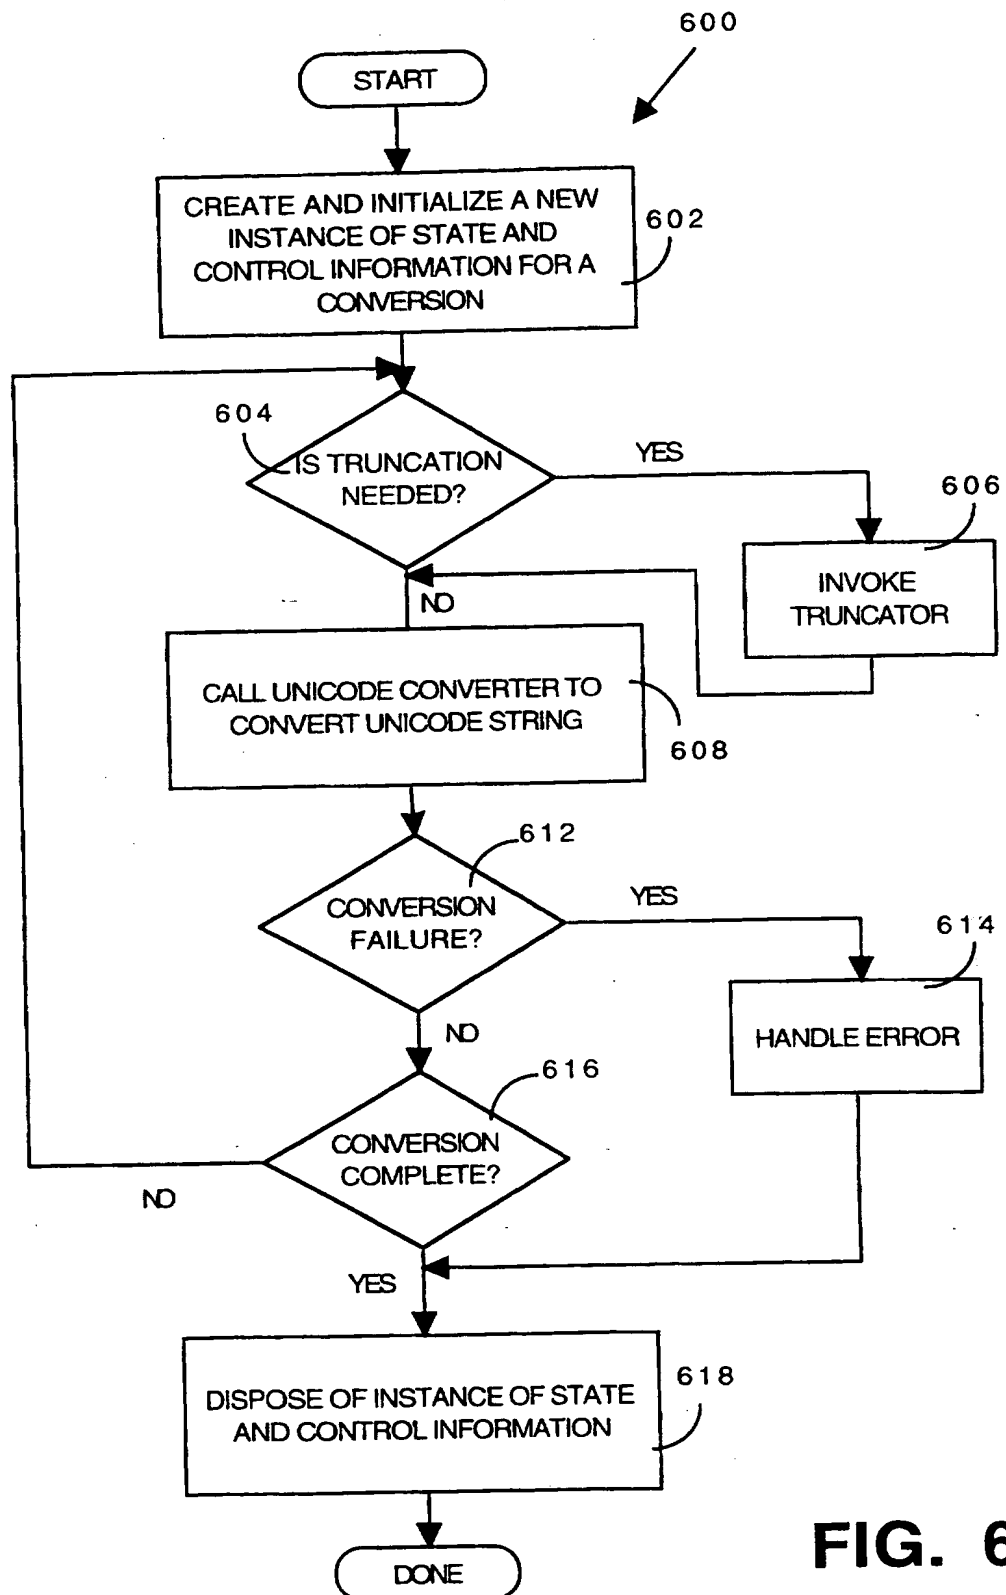 600
START
CREATE AND INITIALIZE A NEW
INSTANCE OF STATE AND
CONTROL INFORMATION FOR A
CONVERSION
602
604
IS TRUNCATION
NEEDED?
YES
606
INVOKE
TRUNCATOR
NO
CALL UNICODE CONVERTER TO
CONVERT UNICODE STRING
608
612
CONVERSION
FAILURE?
YES
614
HANDLE ERROR
NO
616
CONVERSION
COMPLETE?
NO
YES
DISPOSE OF INSTANCE OF STATE
AND CONTROL INFORMATION
618
DONE
FIG. 6